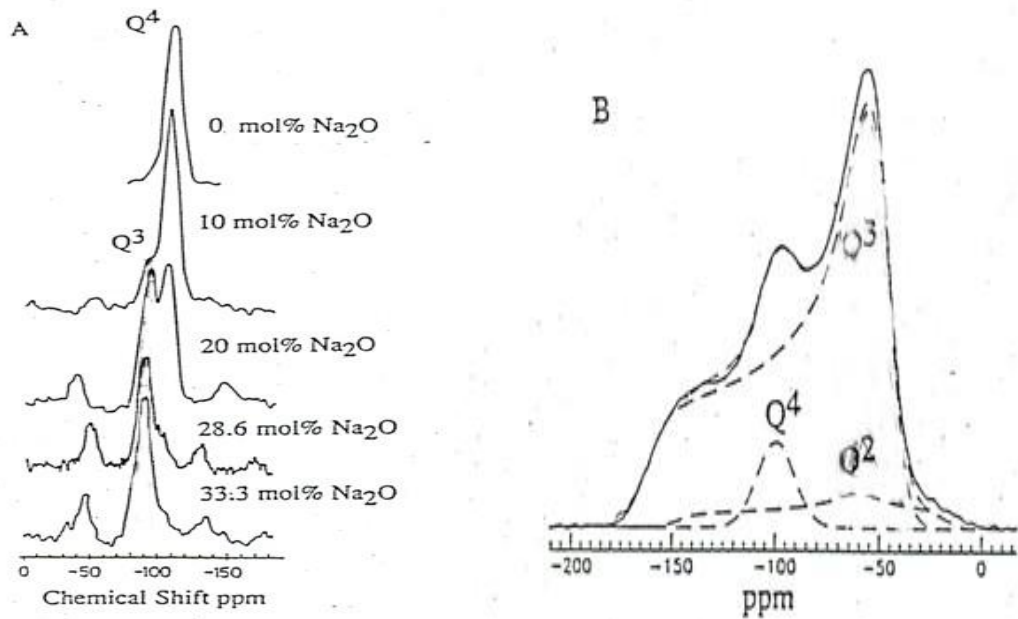 A
Q⁴
0 mol% Na₂O
10 mol% Na₂O
Q³
20 mol% Na₂O
28.6 mol% Na₂O
33.3 mol% Na₂O
0 -50 -100 -150
Chemical Shift ppm
B
Q³
Q⁴
Q²
-200 -150 -100 -50 0
ppm